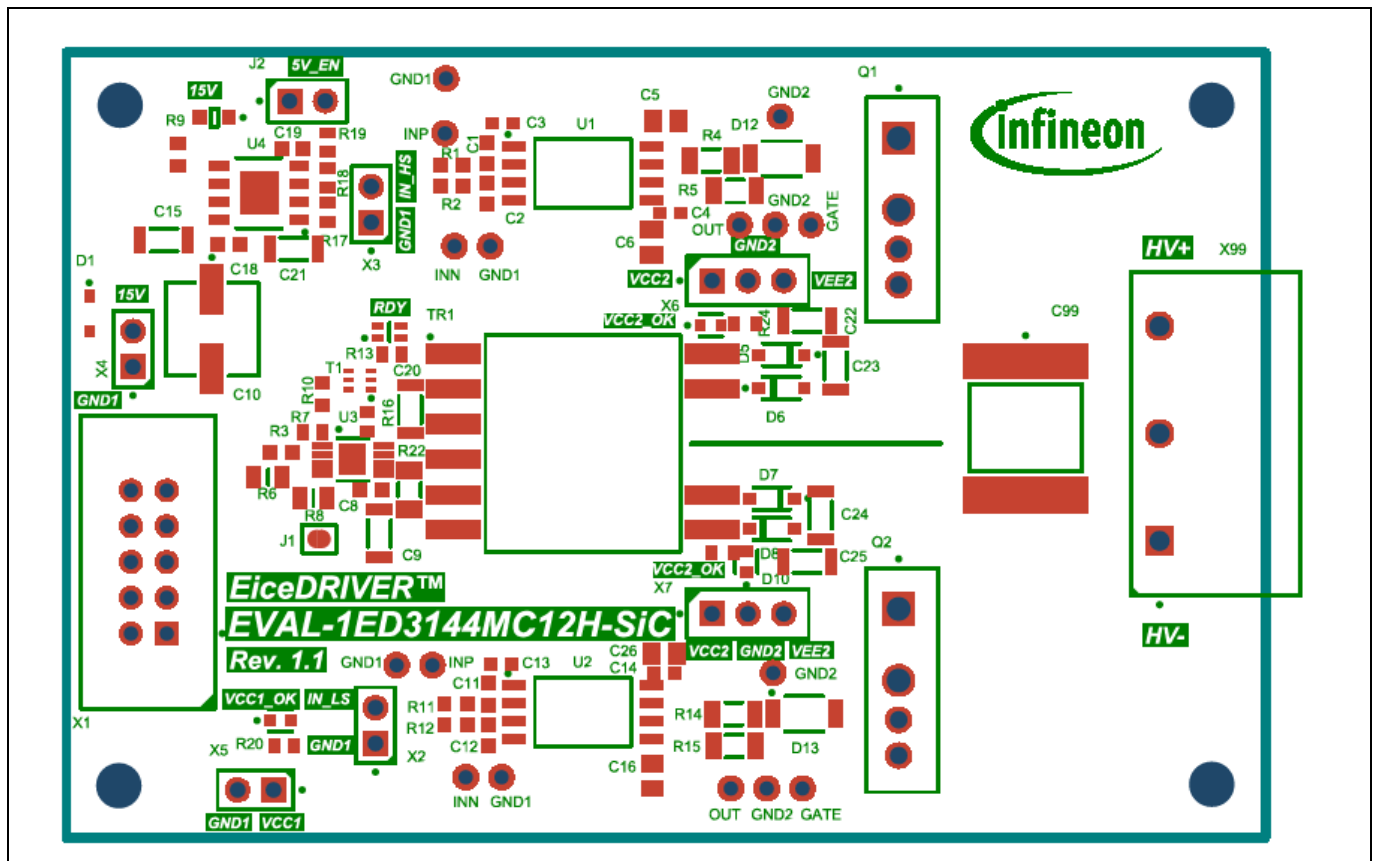 J2
5V_EN
15V
R9
U4
C19
R19
R18
R17
C15
C18
C21
D1
15V
X4
GND1
C10
X3
IN_HS
GND1
GND1
INP
C3
C1
R1
R2
C2
INN
GND1
U1
C5
C4
C6
R4
R5
D12
GND2
OUT
GND2
GATE
Q1
infineon
HV+
X99
GND2
VCC2
VEE2
X6
VCC2_OK
R24
C22
D5
C23
D6
C99
RDY
TR1
R13
T1
C20
R10
R16
R7
U3
R3
R22
R6
R8
C8
J1
C9
D7
C24
D8
C25
D10
VCC2_OK
X7
Q2
EiceDRIVER™
EVAL-1ED3144MC12H-SiC
Rev. 1.1
VCC2
GND2
VEE2
HV-
X1
GND1
INP
C13
U2
C26
C14
GND2
VCC1_OK
IN_LS
C11
R11
R12
C12
R14
R15
D13
R20
X5
GND1
X2
C16
GND1
VCC1
INN
GND1
OUT
GND2
GATE